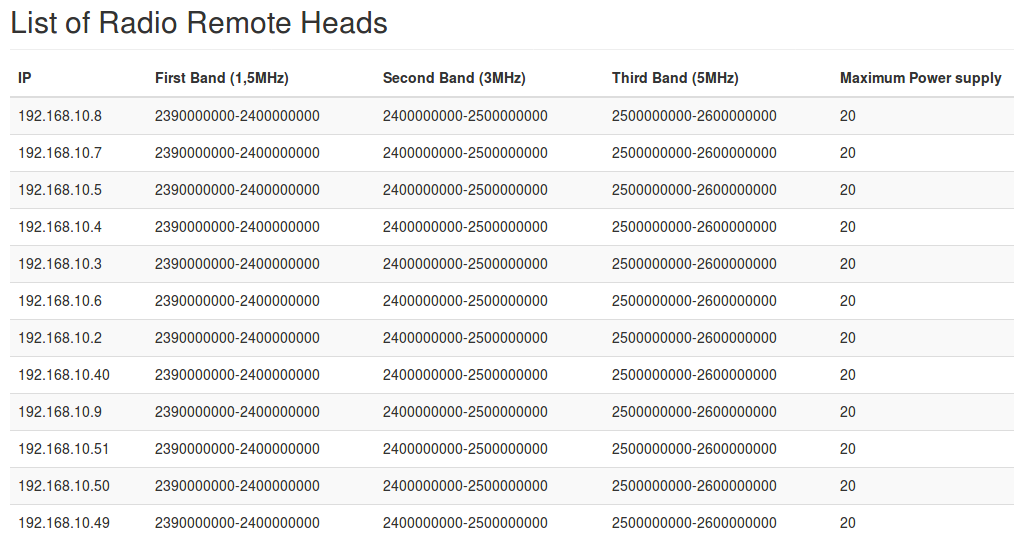 List of Radio Remote Heads
IP First Band (1,5MHz) Second Band (3MHz) Third Band (5MHz) Maximum Power supply
192.168.10.8 2390000000-2400000000 2400000000-2500000000 2500000000-2600000000 20
192.168.10.7 2390000000-2400000000 2400000000-2500000000 2500000000-2600000000 20
192.168.10.5 2390000000-2400000000 2400000000-2500000000 2500000000-2600000000 20
192.168.10.4 2390000000-2400000000 2400000000-2500000000 2500000000-2600000000 20
192.168.10.3 2390000000-2400000000 2400000000-2500000000 2500000000-2600000000 20
192.168.10.6 2390000000-2400000000 2400000000-2500000000 2500000000-2600000000 20
192.168.10.2 2390000000-2400000000 2400000000-2500000000 2500000000-2600000000 20
192.168.10.40 2390000000-2400000000 2400000000-2500000000 2500000000-2600000000 20
192.168.10.9 2390000000-2400000000 2400000000-2500000000 2500000000-2600000000 20
192.168.10.51 2390000000-2400000000 2400000000-2500000000 2500000000-2600000000 20
192.168.10.50 2390000000-2400000000 2400000000-2500000000 2500000000-2600000000 20
192.168.10.49 2390000000-2400000000 2400000000-2500000000 2500000000-2600000000 20